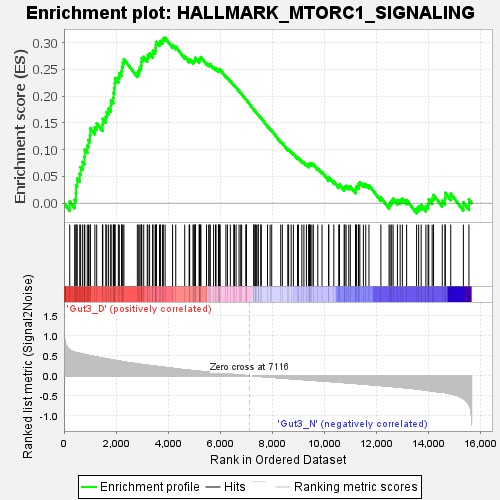 Enrichment plot: HALLMARK_MTORC1_SIGNALING
Enrichment score (ES)
0.30
0.25
0.20
0.15
0.10
0.05
0.00
'Gut3_D' (positively correlated)
Ranked list metric (Signal2Noise)
1.5
1.0
0.5
0.0
-0.5
-1.0
Zero cross at 7116
'Gut3_N' (negatively correlated)
0
2,000
4,000
6,000
8,000
10,000
12,000
14,000
16,000
Rank in Ordered Dataset
Enrichment profile
Hits
Ranking metric scores